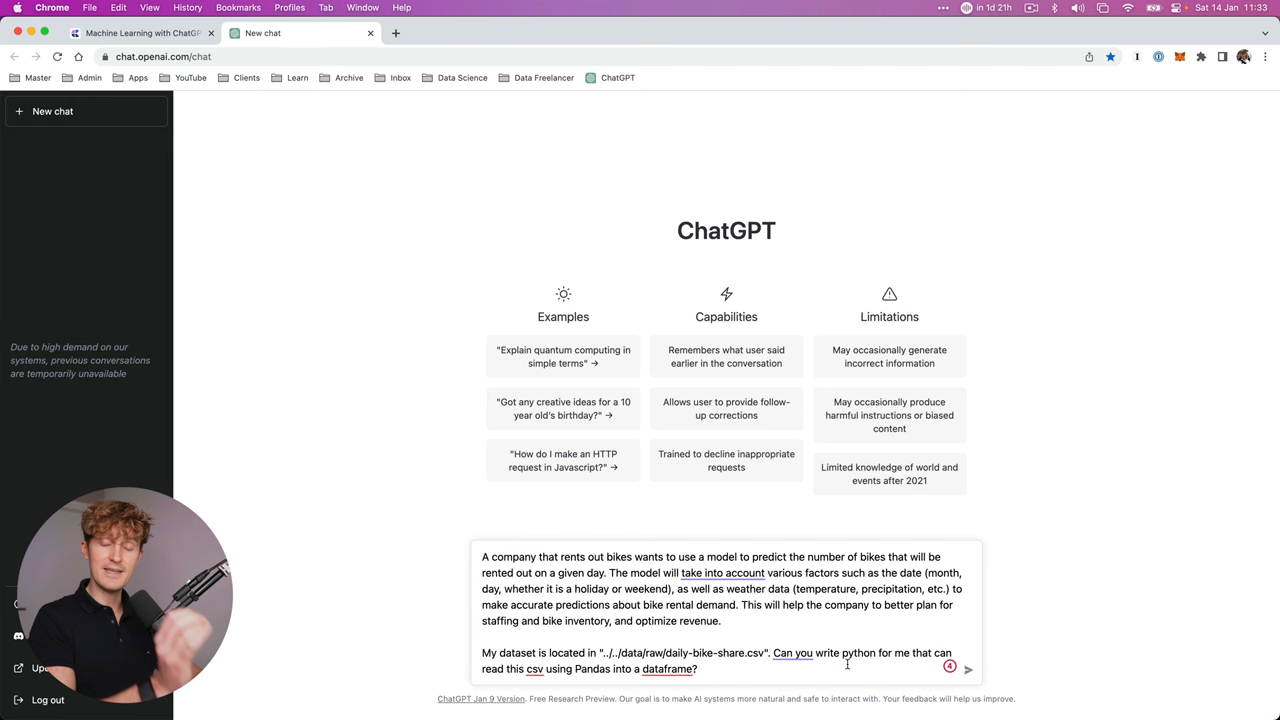 Chrome File Edit View History Bookmarks Profiles Tab Window Help in 1d 21h Sat 14 Jan 11:33
Machine Learning with ChatGP New chat
chat.openai.com/chat
Master Admin Apps YouTube Clients Learn Archive Inbox Data Science Data Freelancer ChatGPT
+ New chat
ChatGPT
Examples Capabilities Limitations
"Explain quantum computing in simple terms" →
"Got any creative ideas for a 10 year old's birthday?" →
"How do I make an HTTP request in Javascript?" →
Remembers what user said earlier in the conversation
Allows user to provide follow-up corrections
Trained to decline inappropriate requests
May occasionally generate incorrect information
May occasionally produce harmful instructions or biased content
Limited knowledge of world and events after 2021
Due to high demand on our
systems, previous conversations
are temporarily unavailable
A company that rents out bikes wants to use a model to predict the number of bikes that will be
rented out on a given day. The model will take into account various factors such as the date (month,
day, whether it is a holiday or weekend), as well as weather data (temperature, precipitation, etc.) to
make accurate predictions about bike rental demand. This will help the company to better plan for
staffing and bike inventory, and optimize revenue.
My dataset is located in "../../data/raw/daily-bike-share.csv". Can you write python for me that can
read this csv using Pandas into a dataframe?
4
Log out
ChatGPT Jan 9 Version. Free Research Preview. Our goal is to make AI systems more natural and safe to interact with. Your feedback will help us improve.